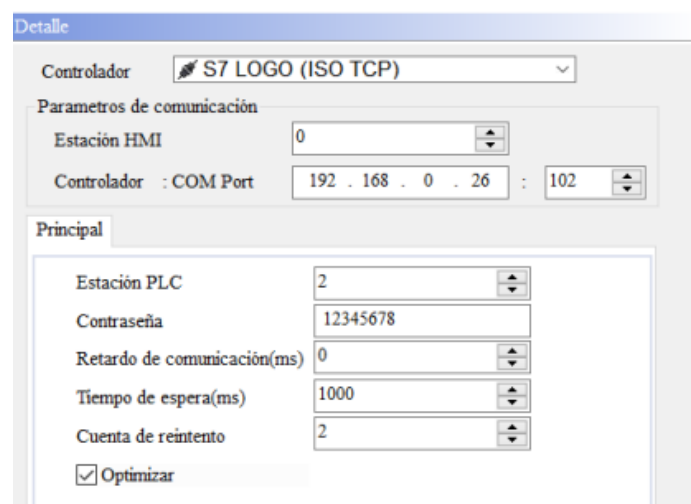 Detalle
Controlador S7 LOGO (ISO TCP)
Parametros de comunicación
Estación HMI 0
Controlador : COM Port 192 . 168 . 0 . 26 : 102
Principal
Estación PLC 2
Contraseña 12345678
Retardo de comunicación(ms) 0
Tiempo de espera(ms) 1000
Cuenta de reintento 2
Optimizar